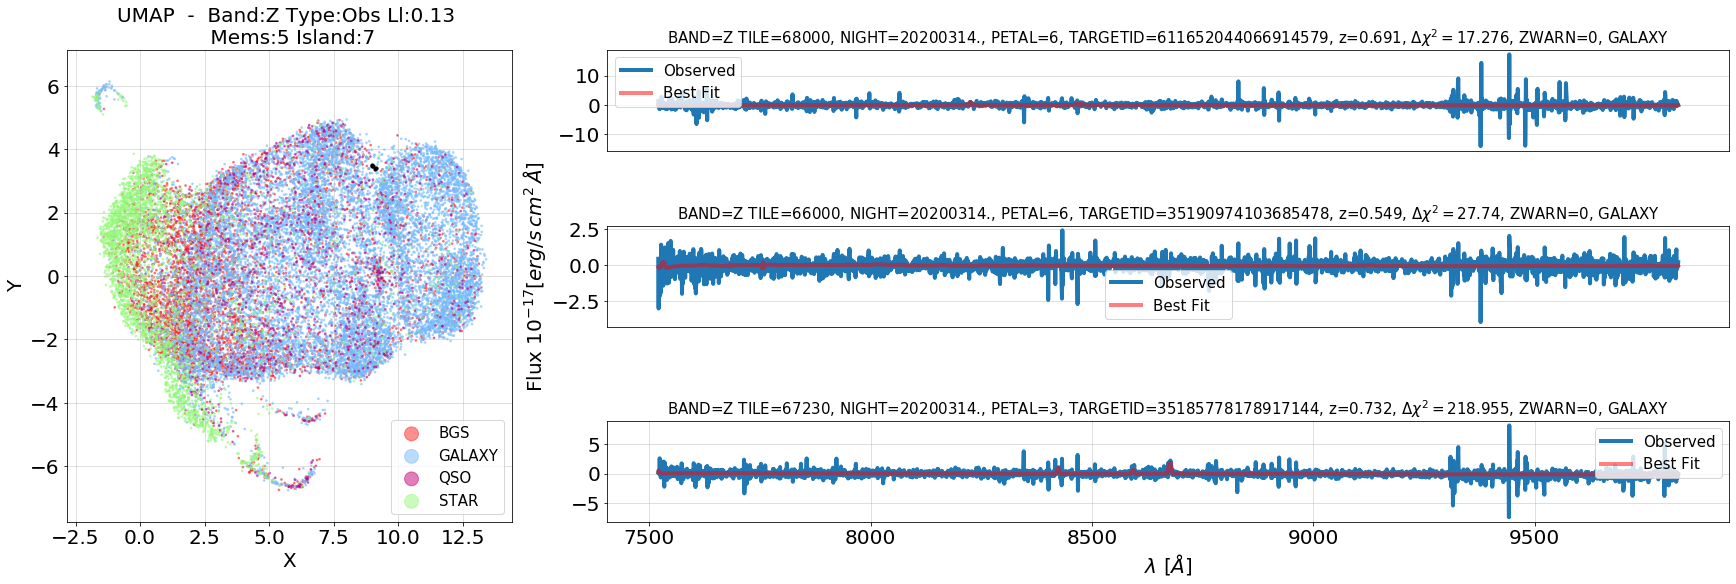 UMAP - Band:Z Type:Obs Ll:0.13
Mems:5 Island:7
6
4
2
0
−2
−4
−6
Y
−2.5 0.0 2.5 5.0 7.5 10.0 12.5
X
BGS
GALAXY
QSO
STAR
Flux 10⁻¹⁷[erg/s cm² Å]
BAND=Z TILE=68000, NIGHT=20200314., PETAL=6, TARGETID=611652044066914579, z=0.691, Δχ² = 17.276, ZWARN=0, GALAXY
10
0
−10
Observed
Best Fit
BAND=Z TILE=66000, NIGHT=20200314., PETAL=6, TARGETID=35190974103685478, z=0.549, Δχ² = 27.74, ZWARN=0, GALAXY
2.5
0.0
−2.5
Observed
Best Fit
BAND=Z TILE=67230, NIGHT=20200314., PETAL=3, TARGETID=35185778178917144, z=0.732, Δχ² = 218.955, ZWARN=0, GALAXY
5
0
−5
Observed
Best Fit
7500 8000 8500 9000 9500
λ [Å]